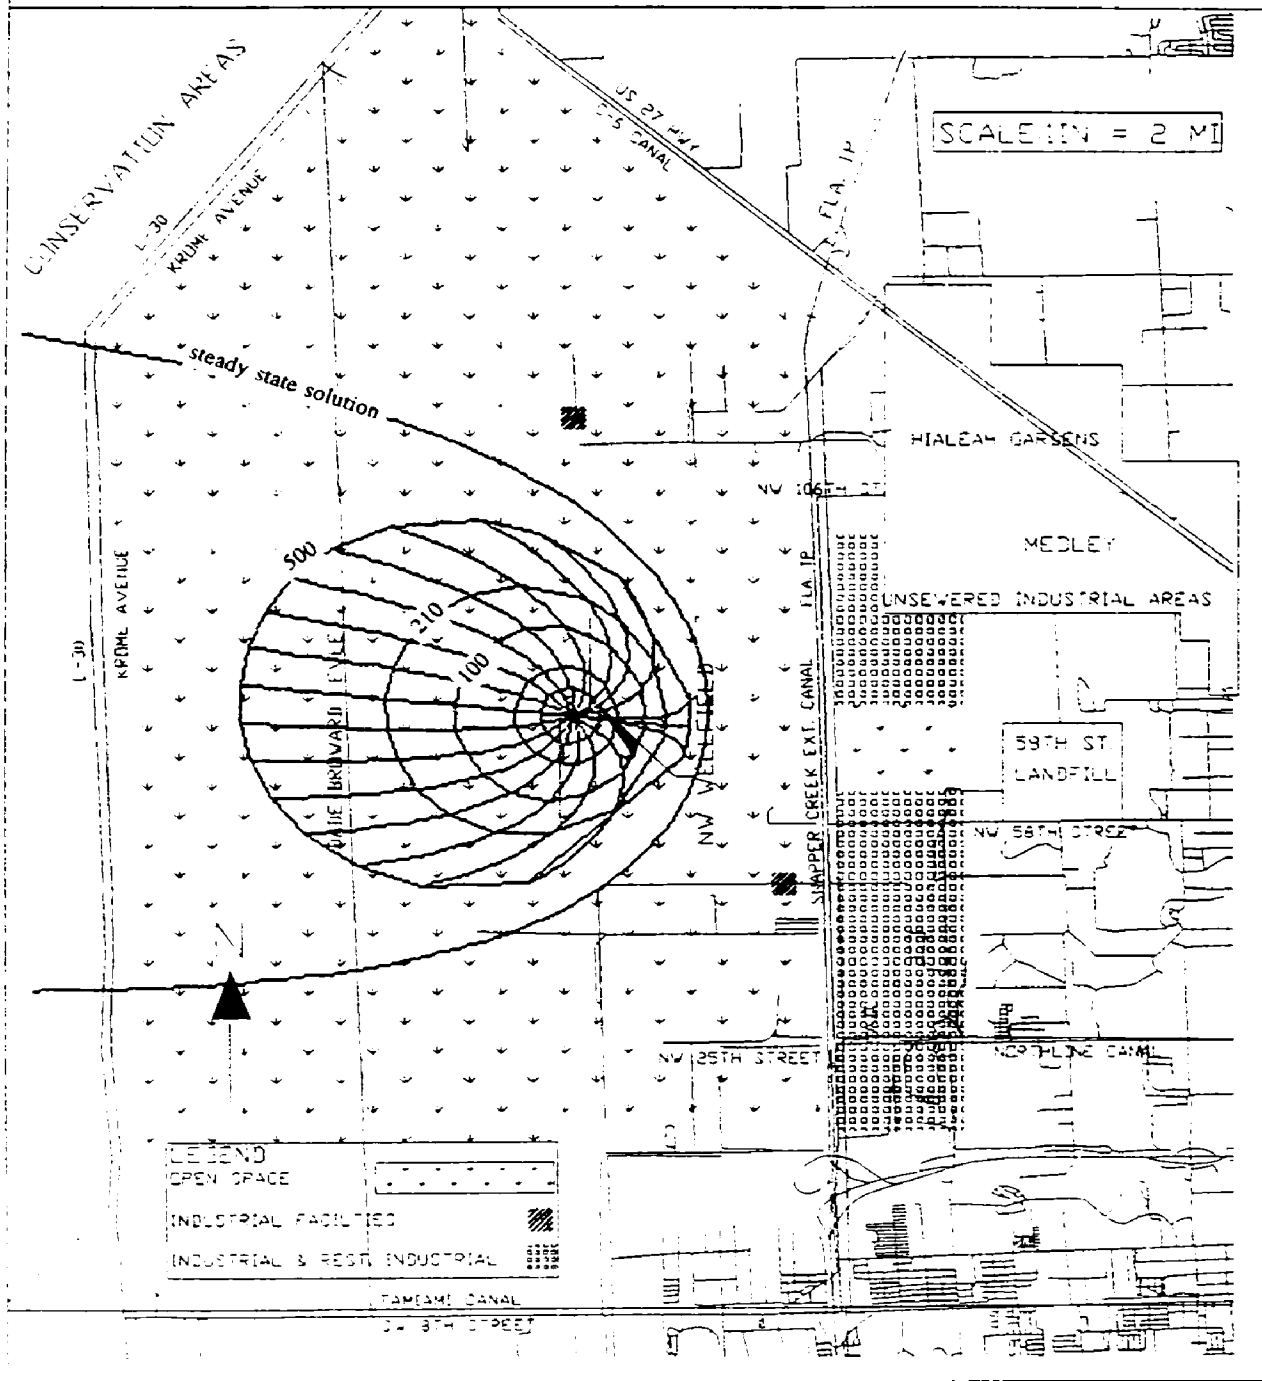 CONSERVATION AREAS
L-30
KROME AVENUE
US 27 HWY
CANAL
FLA. TP
SCALE 1IN = 2 MI
steady state solution
HIALEAH GARDENS
NW 106TH ST
MEDLEY
UNSEWERED INDUSTRIAL AREAS
500
210
100
L-30
KROME AVENUE
DADE BROWARD LEVEE
NW WELLFIELD
FLA. TP
SNAPPER CREEK EXT. CANAL
58TH ST.
LANDFILL
NW 58TH STREET
N
NW 25TH STREET
NORTHLINE CANAL
LEGEND
OPEN SPACE
INDUSTRIAL FACILTIES
INDUSTRIAL & REST. INDUSTRIAL
TAMIAMI CANAL
SW 8TH STREET